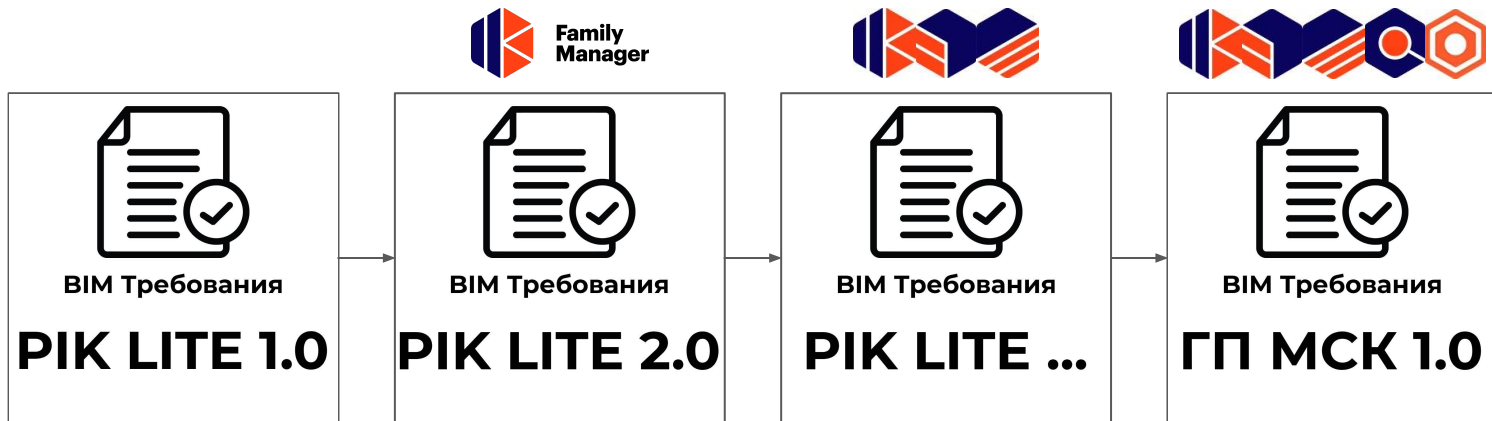 Family
Manager
BIM Требования
PIK LITE 1.0
BIM Требования
PIK LITE 2.0
BIM Требования
PIK LITE ...
BIM Требования
ГП МСК 1.0